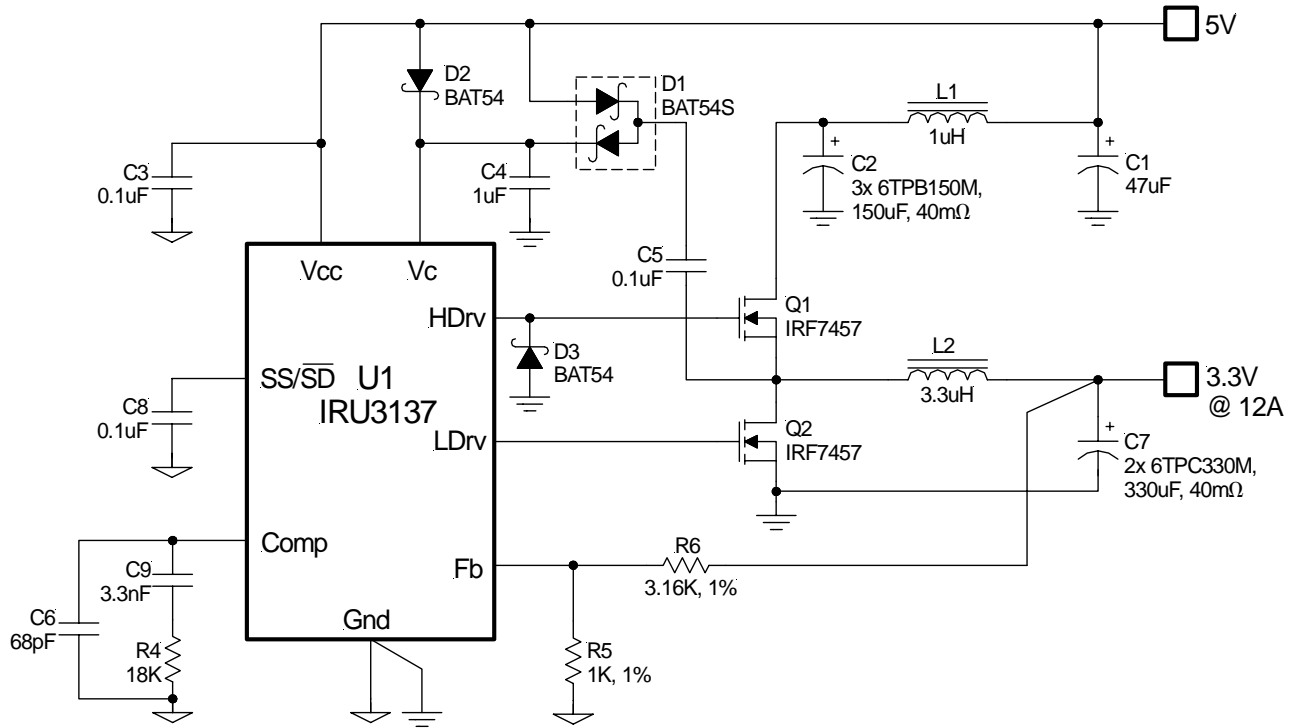 5V
D2
BAT54
D1
BAT54S
L1
1uH
C3
0.1uF
C4
1uF
C2
3x 6TPB150M,
150uF, 40mΩ
C1
47uF
Vcc
Vc
C5
0.1uF
HDrv
Q1
IRF7457
D3
BAT54
L2
3.3uH
3.3V
@ 12A
SS/SD
U1
IRU3137
C8
0.1uF
LDrv
Q2
IRF7457
C7
2x 6TPC330M,
330uF, 40mΩ
Comp
Fb
R6
3.16K, 1%
C9
3.3nF
C6
68pF
R4
18K
Gnd
R5
1K, 1%